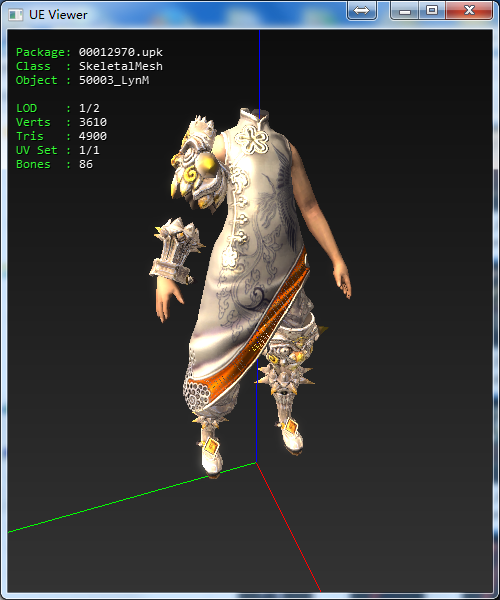 UE Viewer
Package: 00012970.upk
Class : SkeletalMesh
Object : 50003_LynM
LOD : 1/2
Verts : 3610
Tris : 4900
UV Set : 1/1
Bones : 86